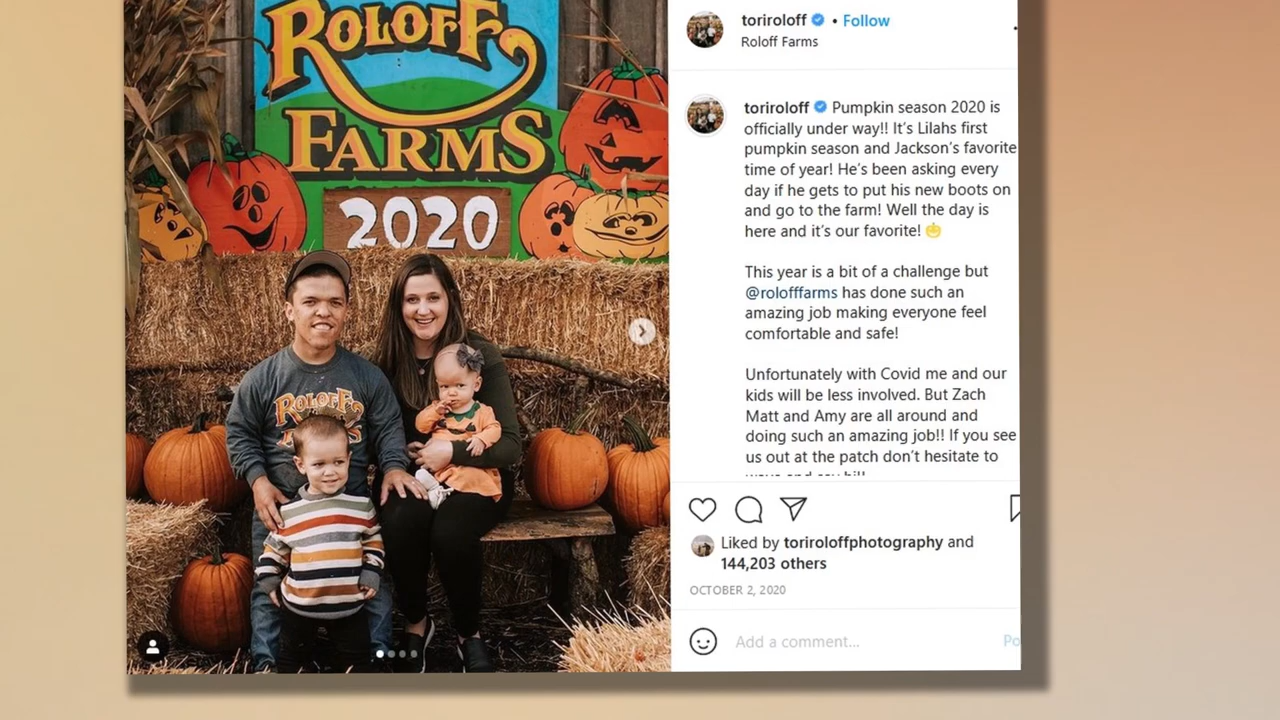 ROLOFF
FARMS
2020
ROLOFF
toriroloff • Follow
Roloff Farms
toriroloff Pumpkin season 2020 is
officially under way!! It's Lilahs first
pumpkin season and Jackson's favorite
time of year! He's been asking every
day if he gets to put his new boots on
and go to the farm! Well the day is
here and it's our favorite!
This year is a bit of a challenge but
@rolofffarms has done such an
amazing job making everyone feel
comfortable and safe!
Unfortunately with Covid me and our
kids will be less involved. But Zach
Matt and Amy are all around and
doing such an amazing job!! If you see
us out at the patch don't hesitate to
Liked by toriroloffphotography and
144,203 others
OCTOBER 2, 2020
Add a comment...
Po